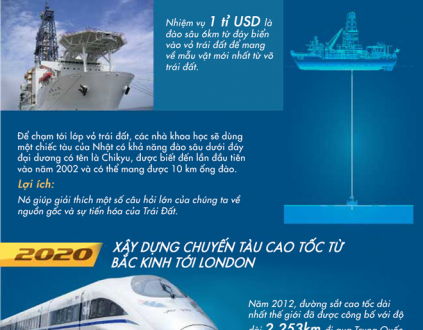 Nhiệm vụ 1 tỉ USD là
đào sâu 6km từ đáy biển
vào vỏ trái đất để mang
về mẫu vật mới nhất từ võ
trái đất.
Để chạm tới lớp vỏ trái đất, các nhà khoa học sẽ dùng
một chiếc tàu của Nhật có khả năng đào sâu dưới đáy
đại dương có tên là Chikyu, được biết đến lần đầu tiên
vào năm 2002 và có thể mang được 10 km ống đào.
Lợi ích:
Nó giúp giải thích một số câu hỏi lớn của chúng ta về
nguồn gốc và sự tiến hóa của Trái Đất.
2020
XÂY DỰNG CHUYẾN TÀU CAO TỐC TỪ
BẮC KINH TỚI LONDON
Năm 2012, đường sắt cao tốc dài
nhất thế giới đã được công bố với độ
dài 2.253km đi qua Trung Quốc